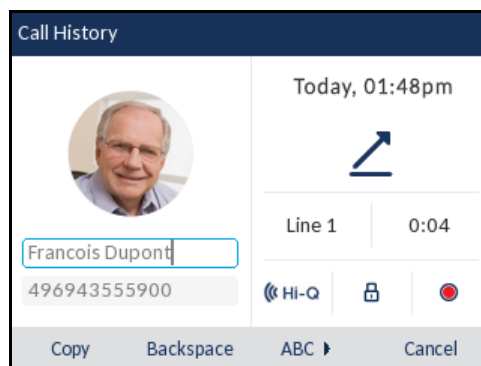 Call History
Today, 01:48pm
Line 1 0:04
Francois Dupont
496943555900
Hi-Q
Copy Backspace ABC Cancel